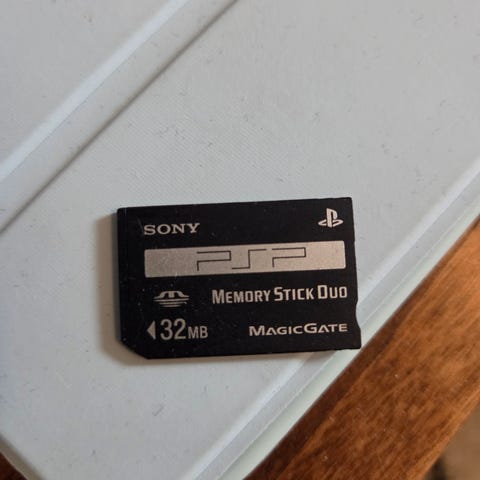 SONY
PSP
MEMORY STICK DUO
32MB
MAGICGATE